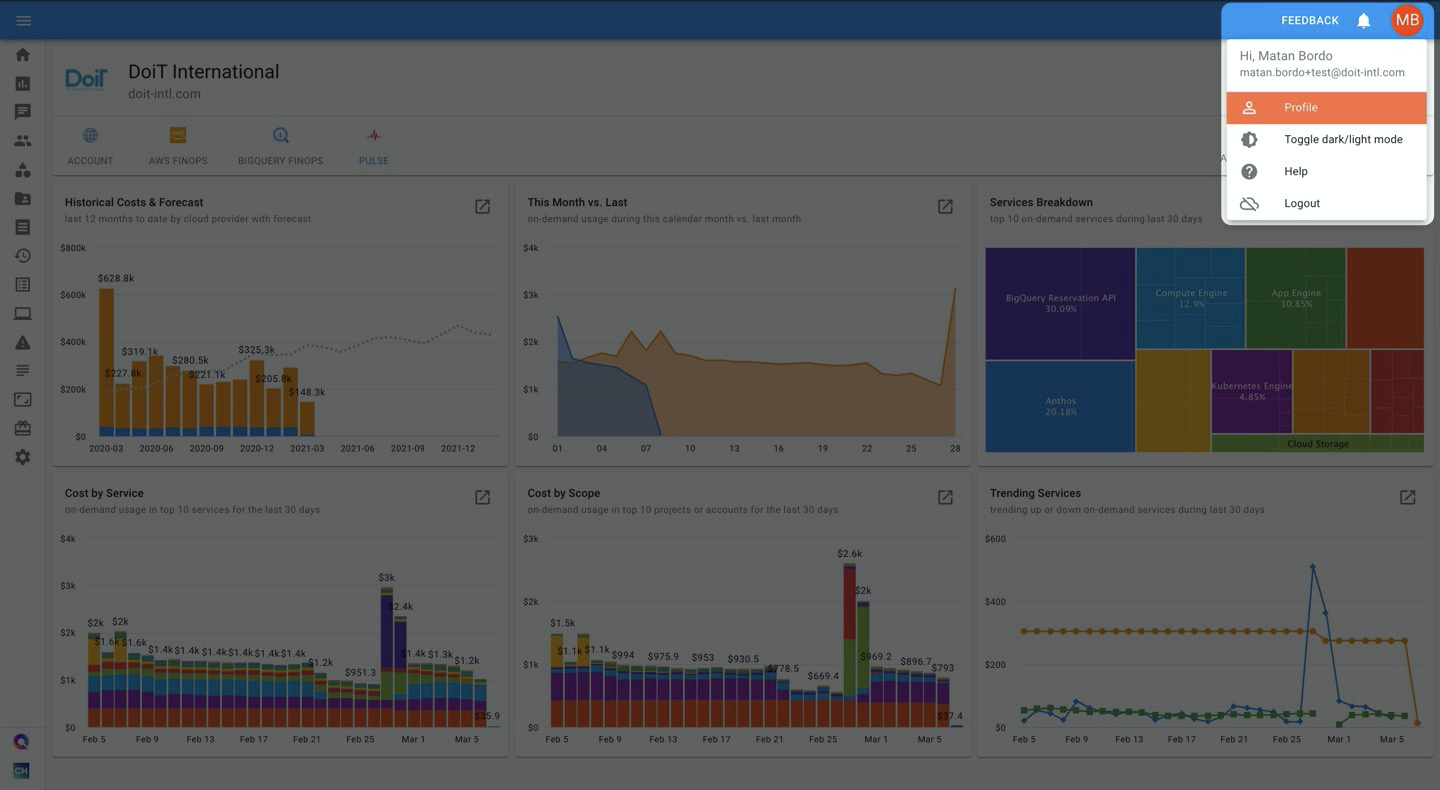 FEEDBACK
MB
Hi, Matan Bordo
matan.bordo+test@doit-intl.com
Profile
Toggle dark/light mode
Help
Logout
DoiT
DoiT International
doit-intl.com
ACCOUNT
AWS FINOPS
BIGQUERY FINOPS
PULSE
A
Historical Costs & Forecast
last 12 months to date by cloud provider with forecast
$800k
$600k
$400k
$200k
$0
$628.8k
$227.8k
$319.1k
$280.5k
$221.1k
$325.3k
$205.8k
$148.3k
2020-03 2020-06 2020-09 2020-12 2021-03 2021-06 2021-09 2021-12
This Month vs. Last
on-demand usage during this calendar month vs. last month
$4k
$3k
$2k
$1k
$0
01 04 07 10 13 16 19 22 25 28
Services Breakdown
top 10 on-demand services during last 30 days
BigQuery Reservation API
30.09%
Compute Engine
12.9%
App Engine
10.85%
Anthos
20.18%
Kubernetes Engine
4.85%
Cloud Storage
Cost by Service
on-demand usage in top 10 services for the last 30 days
$4k
$3k
$2k
$1k
$0
$2k
$1.6k
$2k
$1.6k
$1.4k
$1.4k
$1.4k
$1.4k
$1.4k
$1.4k
$1.2k
$951.3
$3k
$2.4k
$1.4k
$1.3k
$1.2k
$35.9
Feb 5 Feb 9 Feb 13 Feb 17 Feb 21 Feb 25 Mar 1 Mar 5
Cost by Scope
on-demand usage in top 10 projects or accounts for the last 30 days
$3k
$2k
$1k
$0
$1.5k
$1.1k
$1.1k
$994
$975.9
$953
$930.5
$778.5
$669.4
$2.6k
$2k
$969.2
$896.7
$793
$37.4
Feb 5 Feb 9 Feb 13 Feb 17 Feb 21 Feb 25 Mar 1 Mar 5
Trending Services
trending up or down on-demand services during last 30 days
$600
$400
$200
$0
Feb 5 Feb 9 Feb 13 Feb 17 Feb 21 Feb 25 Mar 1 Mar 5
CH